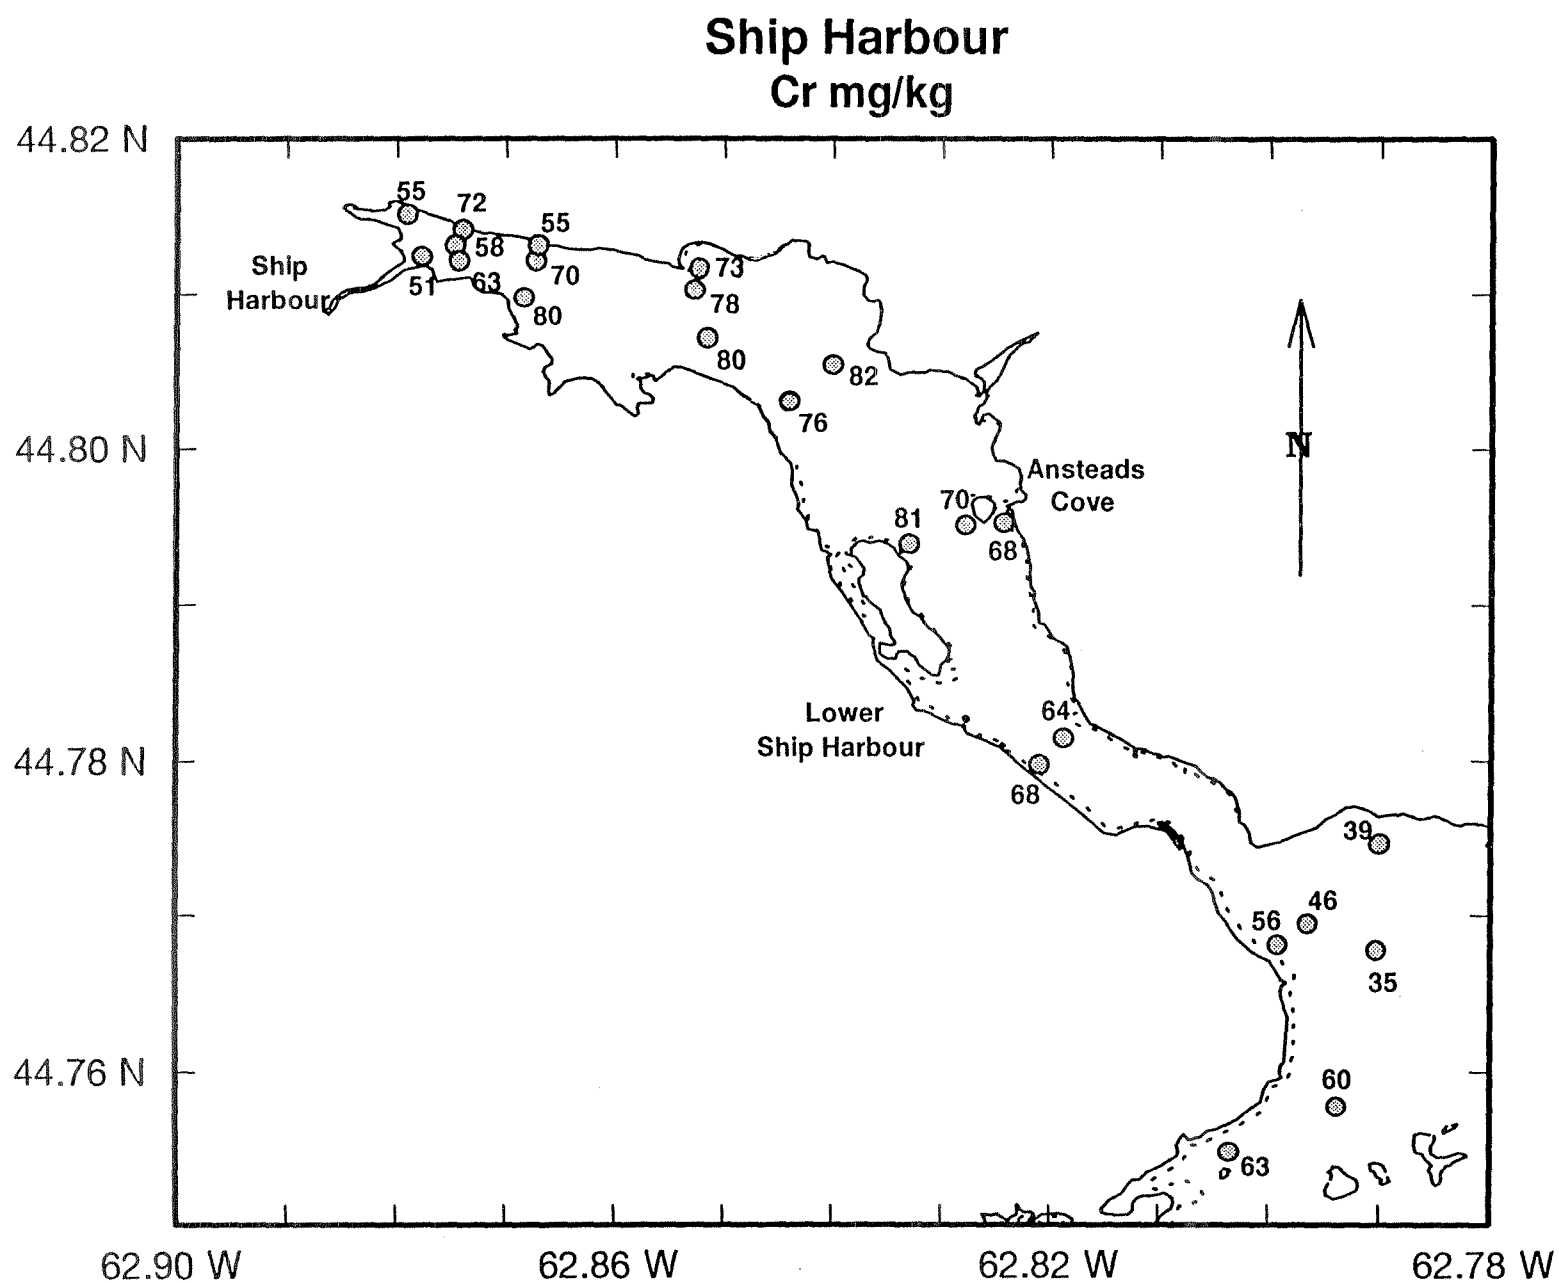 Ship Harbour
Cr mg/kg
44.82 N
55
72
55
58
73
Ship
70
51
63
78
Harbour
80
80
82
76
44.80 N
N
Ansteads
Cove
70
81
68
64
Lower
Ship Harbour
44.78 N
68
39
46
56
35
44.76 N
60
63
62.90 W
62.86 W
62.82 W
62.78 W